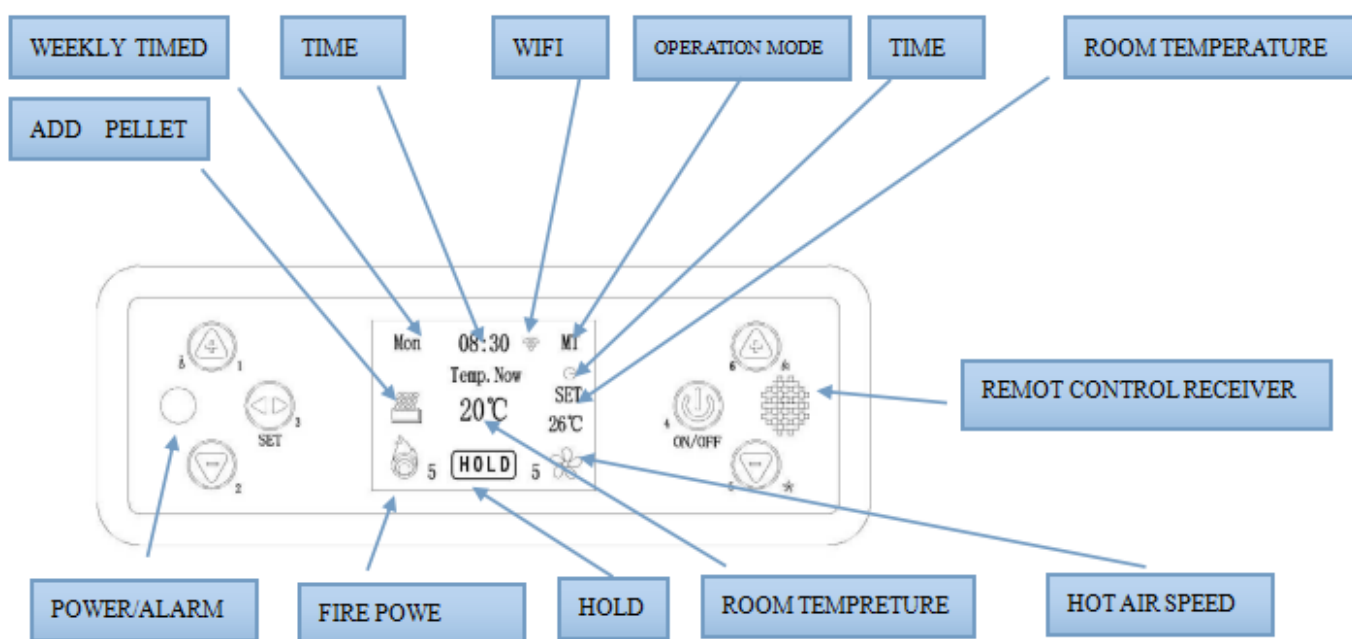 WEEKLY TIMED
TIME
WIFI
OPERATION MODE
TIME
ROOM TEMPERATURE
ADD PELLET
Mon 08:30 M1
Temp. Now
SET
20℃
26℃
1
3
SET
2
5 HOLD 5
6
4
ON/OFF
REMOT CONTROL RECEIVER
POWER/ALARM
FIRE POWE
HOLD
ROOM TEMPRETURE
HOT AIR SPEED